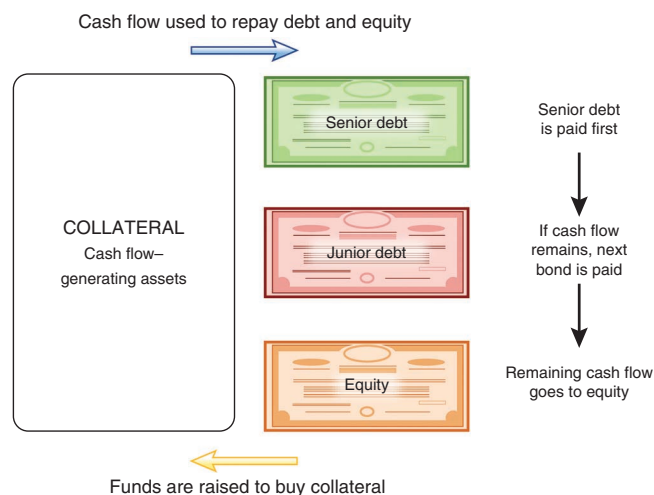 Cash flow used to repay debt and equity
Senior debt
Senior debt
is paid first
COLLATERAL
Cash flow–
generating assets
Junior debt
If cash flow
remains, next
bond is paid
Equity
Remaining cash flow
goes to equity
Funds are raised to buy collateral